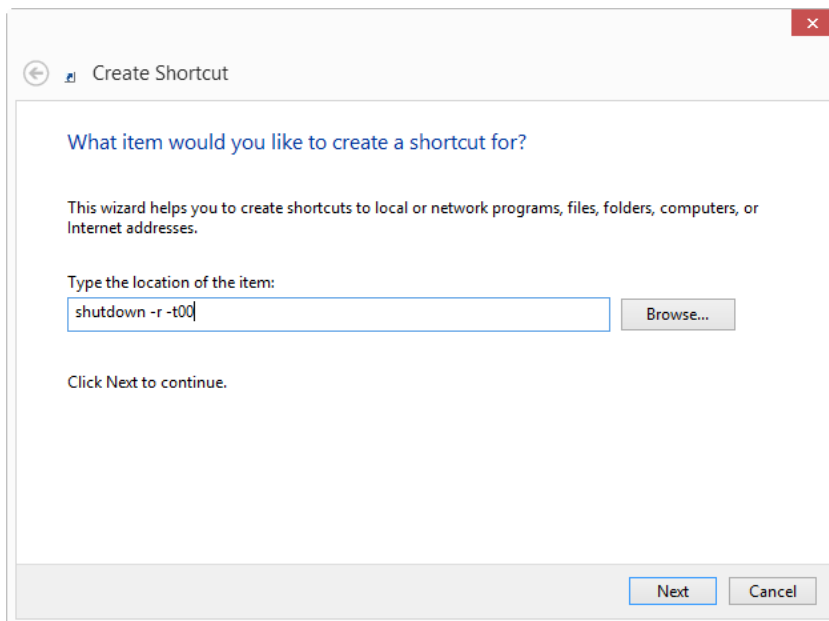 Create Shortcut
What item would you like to create a shortcut for?
This wizard helps you to create shortcuts to local or network programs, files, folders, computers, or
Internet addresses.
Type the location of the item:
shutdown -r -t00
Browse...
Click Next to continue.
Next
Cancel